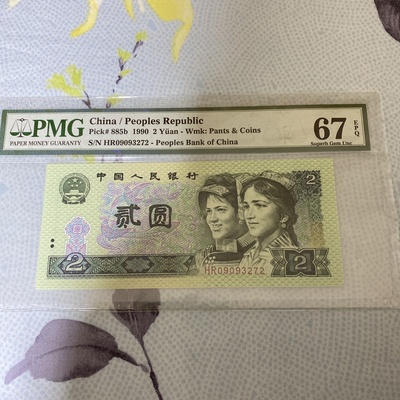 PMG
PAPER MONEY GUARANTY
China / Peoples Republic
Pick# 885b 1990 2 Yüan - Wmk: Pants & Coins
S/N HR09093272 - Peoples Bank of China
67 EPQ
Superb Gem Unc
中国人民银行
2
贰圆
HR09093272
2
2